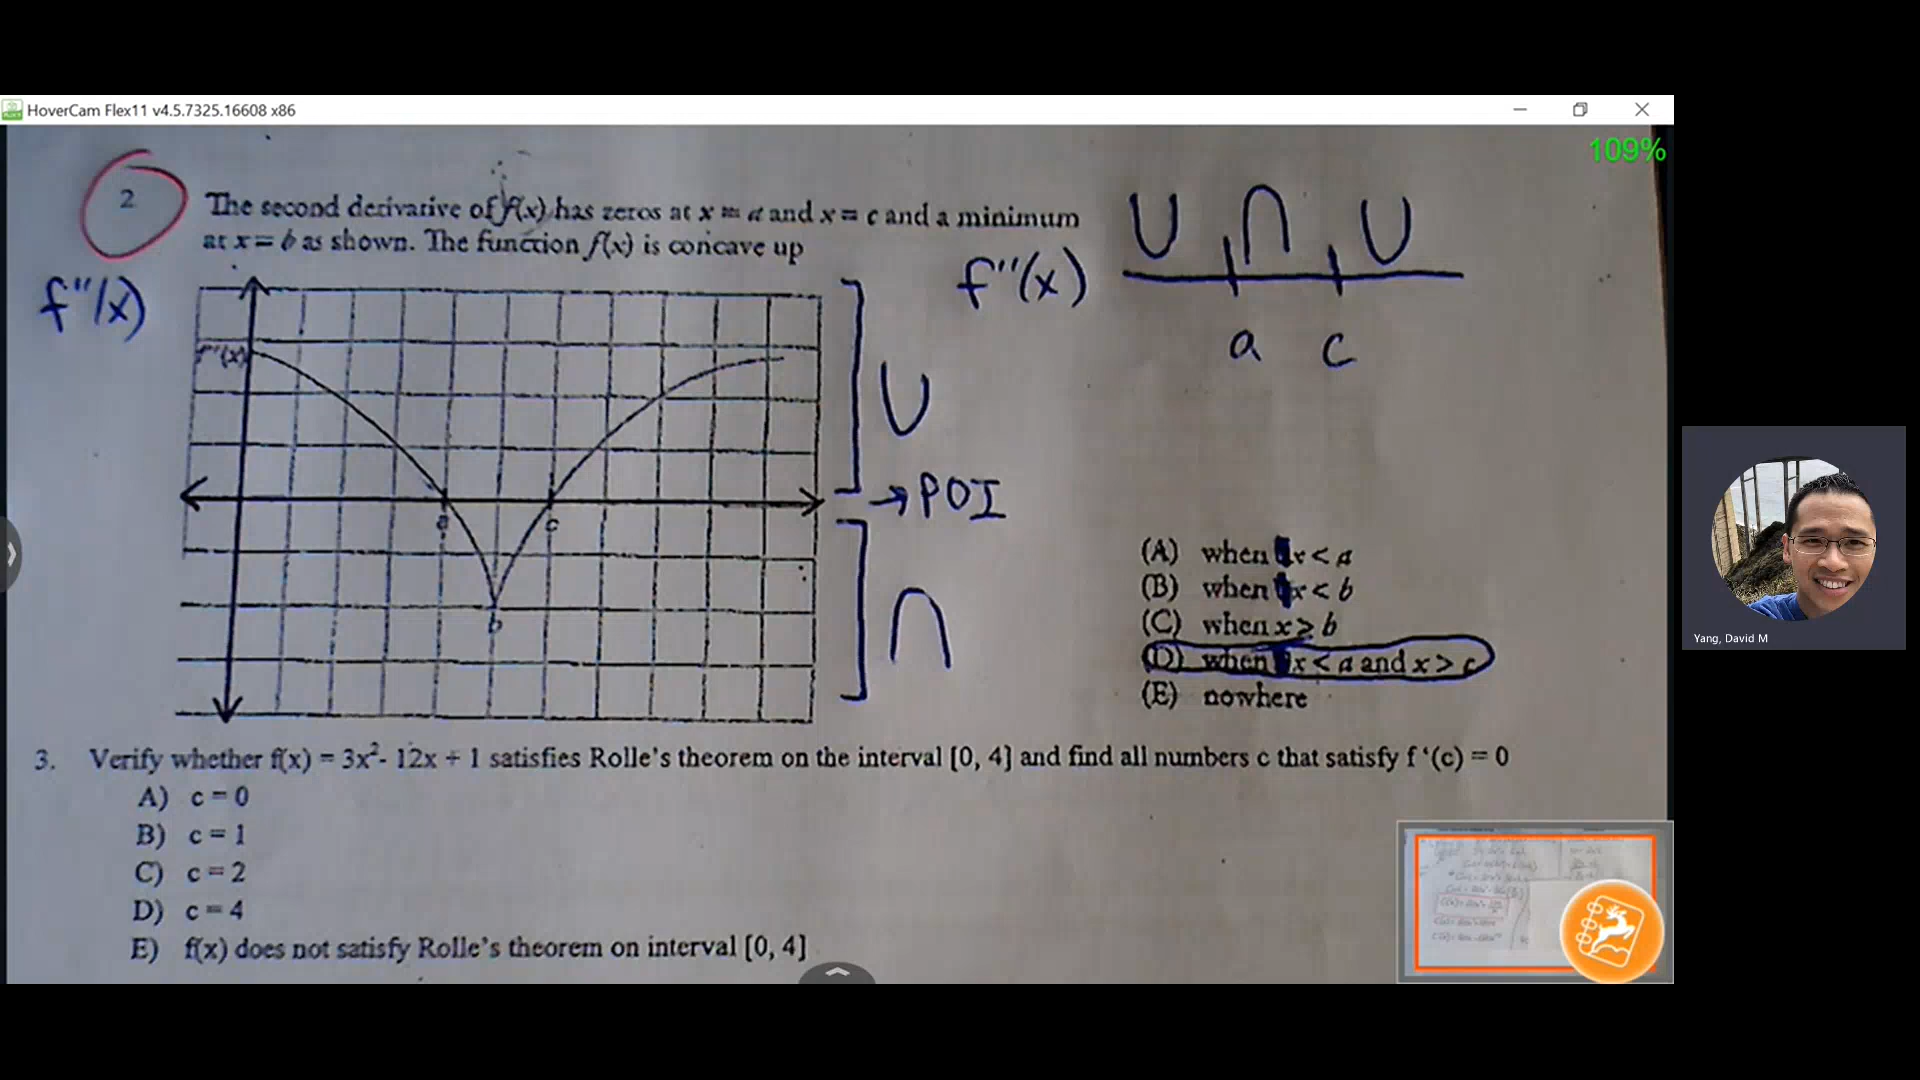 HoverCam Flex11 v4.5.7325.16608 x86
109%
2
The second derivative of f(x) has zeros at x = a and x = c and a minimum
at x = b as shown. The function f(x) is concave up
f''(x)
f''(x)
a c
f''(x)
a
c
b
→ POI
(A) when x < a
(B) when x < b
(C) when x > b
(D) when x < a and x > c
(E) nowhere
3. Verify whether f(x) = 3x²- 12x + 1 satisfies Rolle's theorem on the interval [0, 4] and find all numbers c that satisfy f '(c) = 0
A) c = 0
B) c = 1
C) c = 2
D) c = 4
E) f(x) does not satisfy Rolle's theorem on interval [0, 4]
Yang, David M